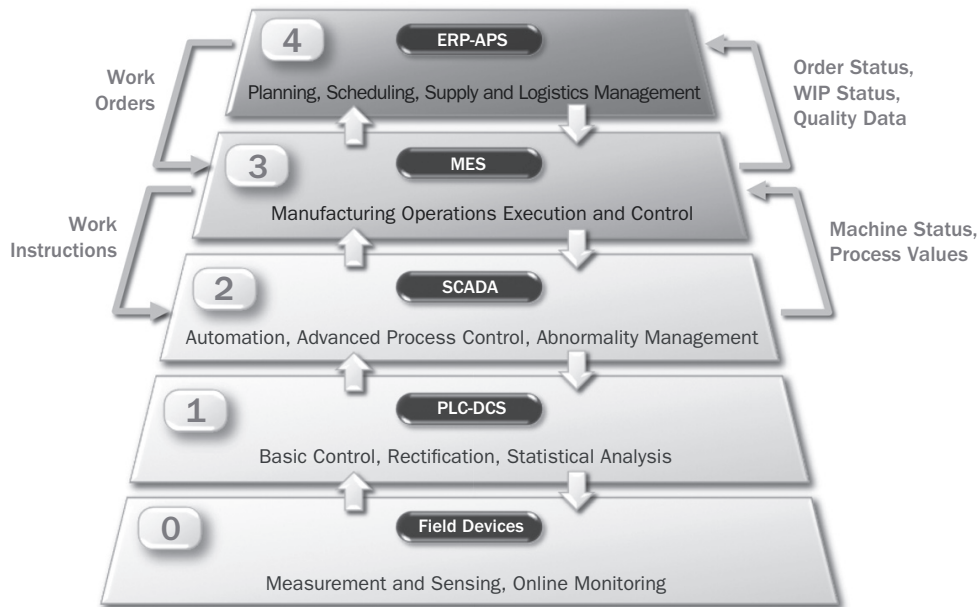 4
ERP-APS
Planning, Scheduling, Supply and Logistics Management
Work
Orders
Order Status,
WIP Status,
Quality Data
3
MES
Manufacturing Operations Execution and Control
Work
Instructions
Machine Status,
Process Values
2
SCADA
Automation, Advanced Process Control, Abnormality Management
1
PLC-DCS
Basic Control, Rectification, Statistical Analysis
0
Field Devices
Measurement and Sensing, Online Monitoring